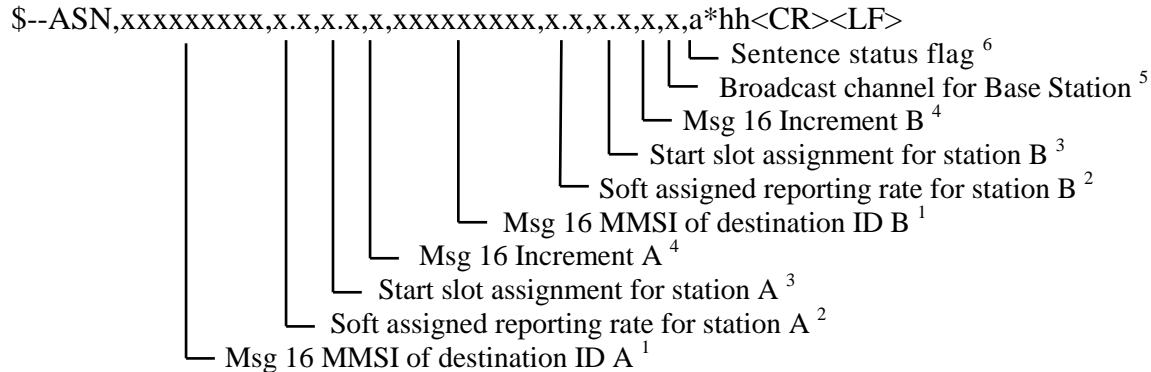 $--ASN,xxxxxxxxx,x.x,x.x,x,xxxxxxxxx,x.x,x.x,x,x,a*hh<CR><LF>
Sentence status flag 6
Broadcast channel for Base Station 5
Msg 16 Increment B 4
Start slot assignment for station B 3
Soft assigned reporting rate for station B 2
Msg 16 MMSI of destination ID B 1
Msg 16 Increment A 4
Start slot assignment for station A 3
Soft assigned reporting rate for station A 2
Msg 16 MMSI of destination ID A 1